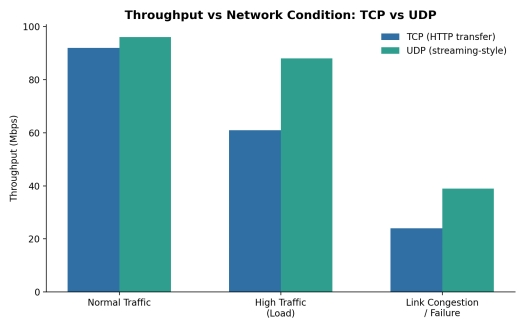 Throughput vs Network Condition: TCP vs UDP
TCP (HTTP transfer)
UDP (streaming-style)
Throughput (Mbps)
100
80
60
40
20
0
Normal Traffic
High Traffic
(Load)
Link Congestion
/ Failure